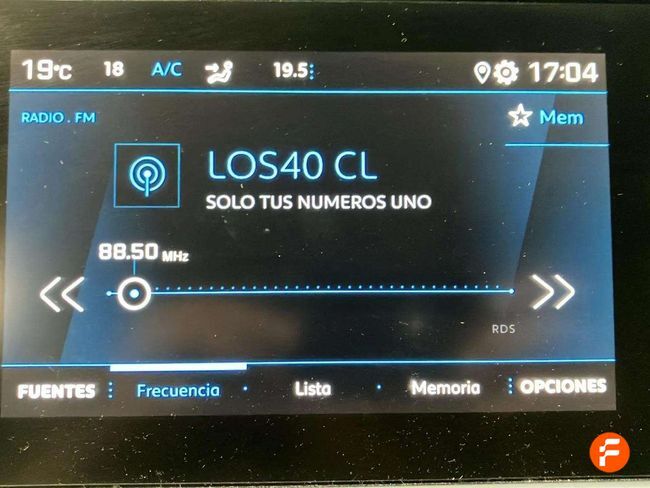 19°C 18 A/C 19.5 17:04
RADIO . FM
Mem
LOS40 CL
SOLO TUS NUMEROS UNO
88.50 MHz
RDS
FUENTES Frecuencia Lista Memoria OPCIONES
F